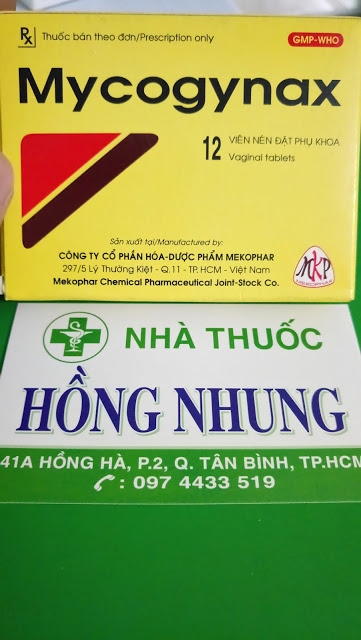 Rx Thuốc bán theo đơn/Prescription only
GMP-WHO
Mycogynax
12 VIÊN NÉN ĐẶT PHỤ KHOA
Vaginal tablets
Sản xuất tại/Manufactured by:
CÔNG TY CỔ PHẦN HÓA-DƯỢC PHẨM MEKOPHAR
297/5 Lý Thường Kiệt - Q.11 - TP. HCM - Việt Nam
Mekophar Chemical Pharmaceutical Joint-Stock Co.
MKP
MEKOPHAR
NHÀ THUỐC
HỒNG NHUNG
41A HỒNG HÀ, P.2, Q. TÂN BÌNH, TP.HCM
: 097 4433 519